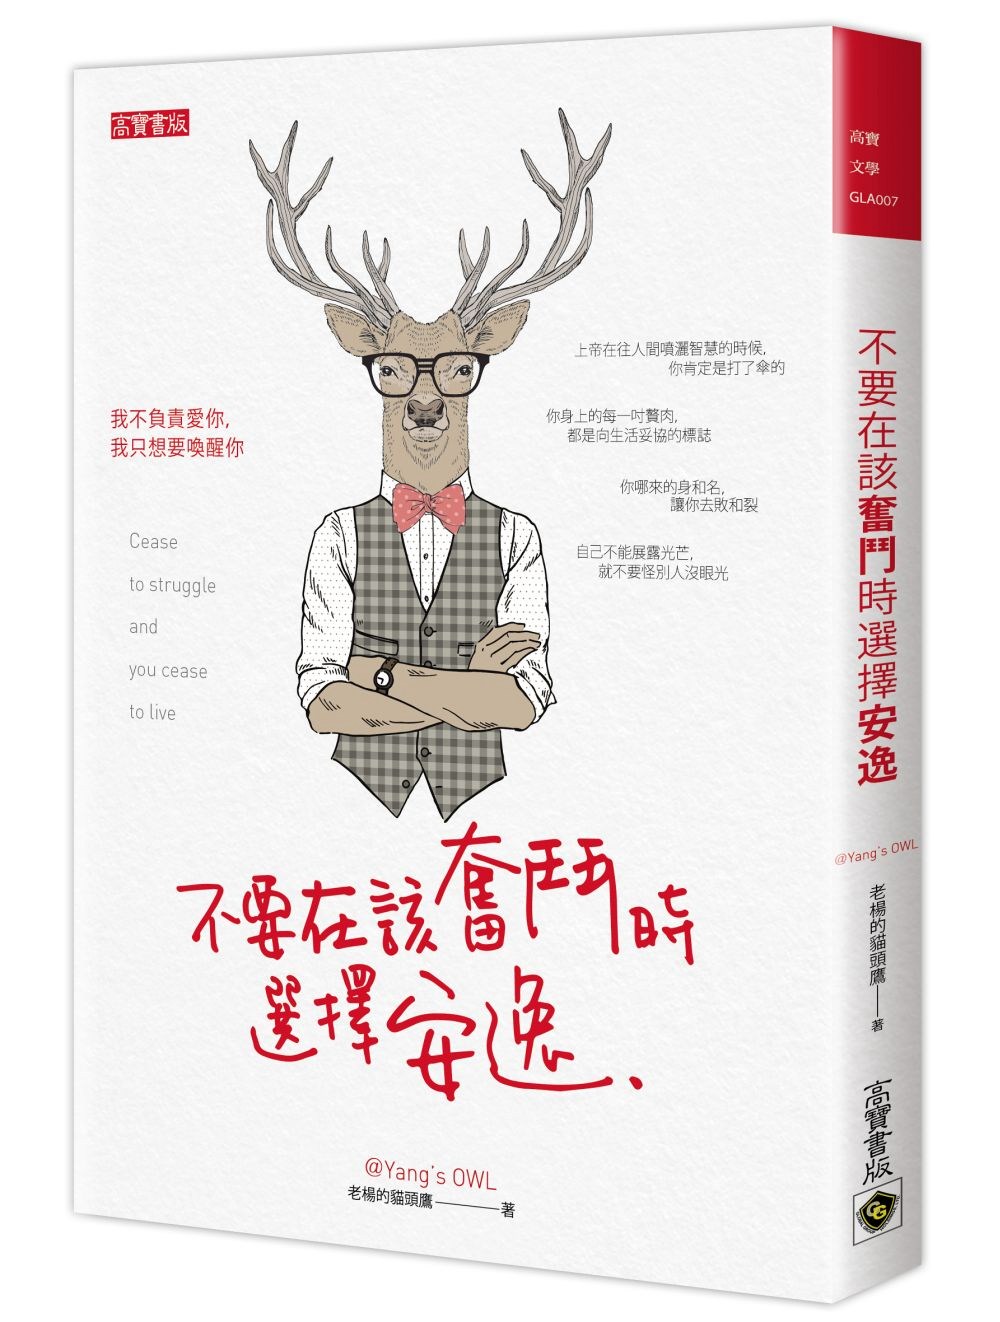 高寶書版
上帝在往人間噴灑智慧的時候,
你肯定是打了傘的
我不負責愛你,
我只想要喚醒你
你身上的每一吋贅肉,
都是向生活妥協的標誌
你哪來的身和名,
讓你去敗和裂
自己不能展露光芒,
就不要怪別人沒眼光
Cease
to struggle
and
you cease
to live
不要在該奮鬥時
選擇安逸、
@Yang's OWL
老楊的貓頭鷹——著
高寶
文學
GLA007
不要在該奮鬥時選擇安逸
@Yang's OWL
老楊的貓頭鷹——著
高寶書版
CG